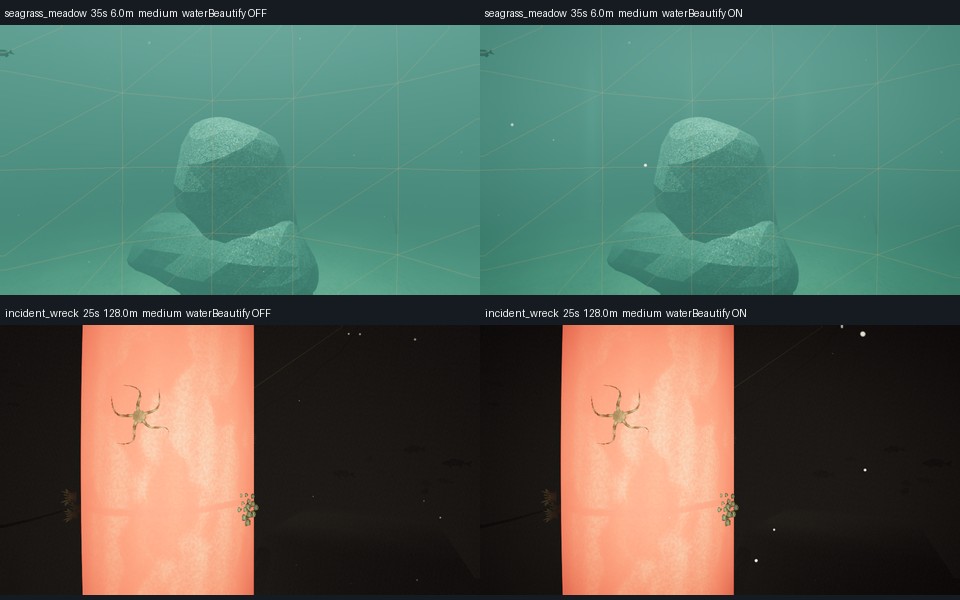 seagrass_meadow 35s 6.0m medium waterBeautify OFF
seagrass_meadow 35s 6.0m medium waterBeautify ON
incident_wreck 25s 128.0m medium waterBeautify OFF
incident_wreck 25s 128.0m medium waterBeautify ON